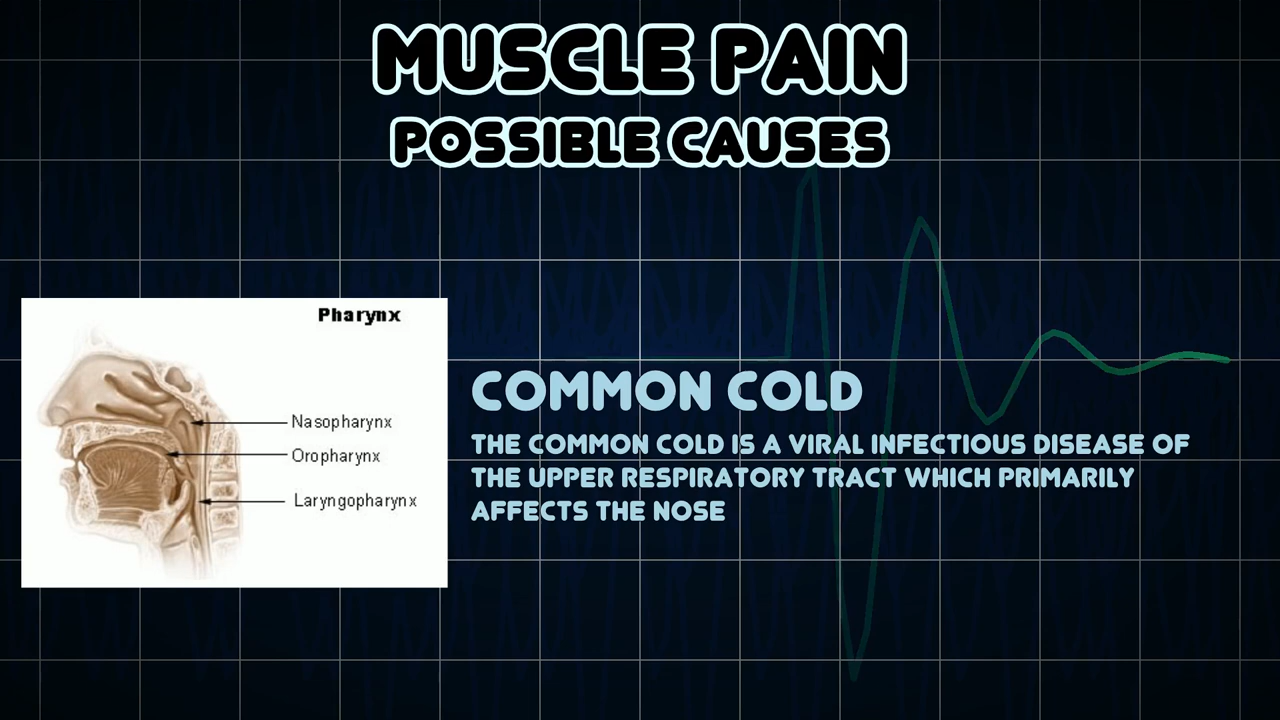 MUSCLE PAIN
POSSIBLE CAUSES
Pharynx
Nasopharynx
Oropharynx
Laryngopharynx
COMMON COLD
THE COMMON COLD IS A VIRAL INFECTIOUS DISEASE OF
THE UPPER RESPIRATORY TRACT WHICH PRIMARILY
AFFECTS THE NOSE